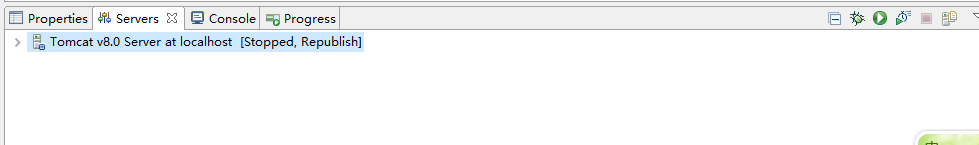 Properties Servers Console Progress
Tomcat v8.0 Server at localhost [Stopped, Republish]